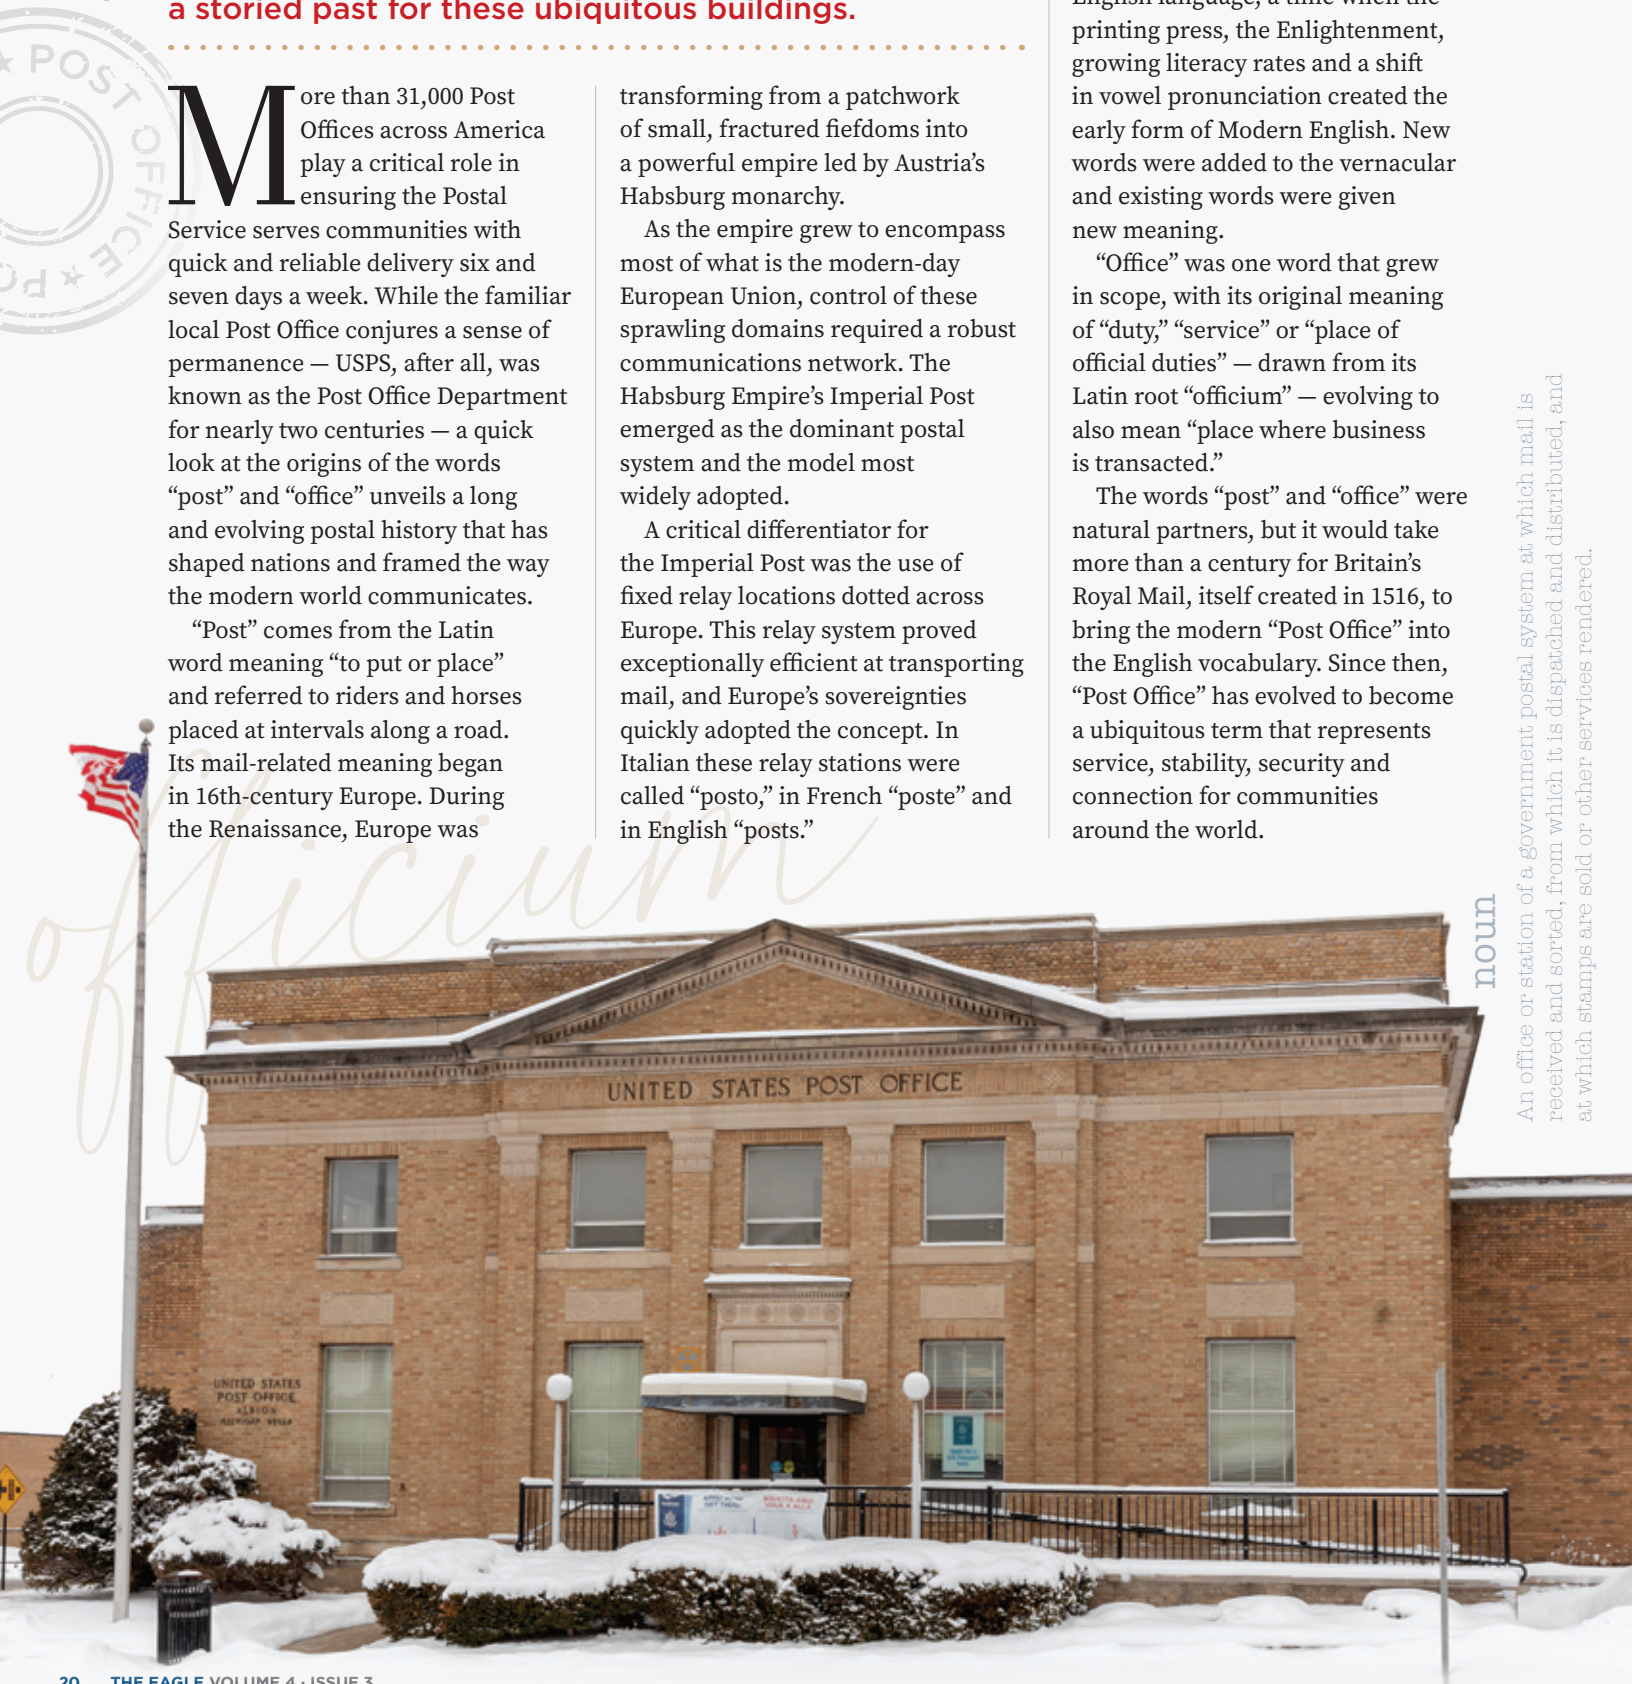 a storied past for these ubiquitous buildings.
POST OFFICE
More than 31,000 Post
Offices across America
play a critical role in
ensuring the Postal
Service serves communities with
quick and reliable delivery six and
seven days a week. While the familiar
local Post Office conjures a sense of
permanence — USPS, after all, was
known as the Post Office Department
for nearly two centuries — a quick
look at the origins of the words
“post” and “office” unveils a long
and evolving postal history that has
shaped nations and framed the way
the modern world communicates.
“Post” comes from the Latin
word meaning “to put or place”
and referred to riders and horses
placed at intervals along a road.
Its mail-related meaning began
in 16th-century Europe. During
the Renaissance, Europe was
transforming from a patchwork
of small, fractured fiefdoms into
a powerful empire led by Austria’s
Habsburg monarchy.
As the empire grew to encompass
most of what is the modern-day
European Union, control of these
sprawling domains required a robust
communications network. The
Habsburg Empire’s Imperial Post
emerged as the dominant postal
system and the model most
widely adopted.
A critical differentiator for
the Imperial Post was the use of
fixed relay locations dotted across
Europe. This relay system proved
exceptionally efficient at transporting
mail, and Europe’s sovereignties
quickly adopted the concept. In
Italian these relay stations were
called “posto,” in French “poste” and
in English “posts.”
English language, a time when the
printing press, the Enlightenment,
growing literacy rates and a shift
in vowel pronunciation created the
early form of Modern English. New
words were added to the vernacular
and existing words were given
new meaning.
“Office” was one word that grew
in scope, with its original meaning
of “duty,” “service” or “place of
official duties” — drawn from its
Latin root “officium” — evolving to
also mean “place where business
is transacted.”
The words “post” and “office” were
natural partners, but it would take
more than a century for Britain’s
Royal Mail, itself created in 1516, to
bring the modern “Post Office” into
the English vocabulary. Since then,
“Post Office” has evolved to become
a ubiquitous term that represents
service, stability, security and
connection for communities
around the world.
noun
An office or station of a government postal system at which mail is
received and sorted, from which it is dispatched and distributed, and
at which stamps are sold or other services rendered.
officium
UNITED STATES POST OFFICE
UNITED STATES
POST OFFICE
ALBION
MICHIGAN
20 THE EAGLE VOLUME 4 · ISSUE 3